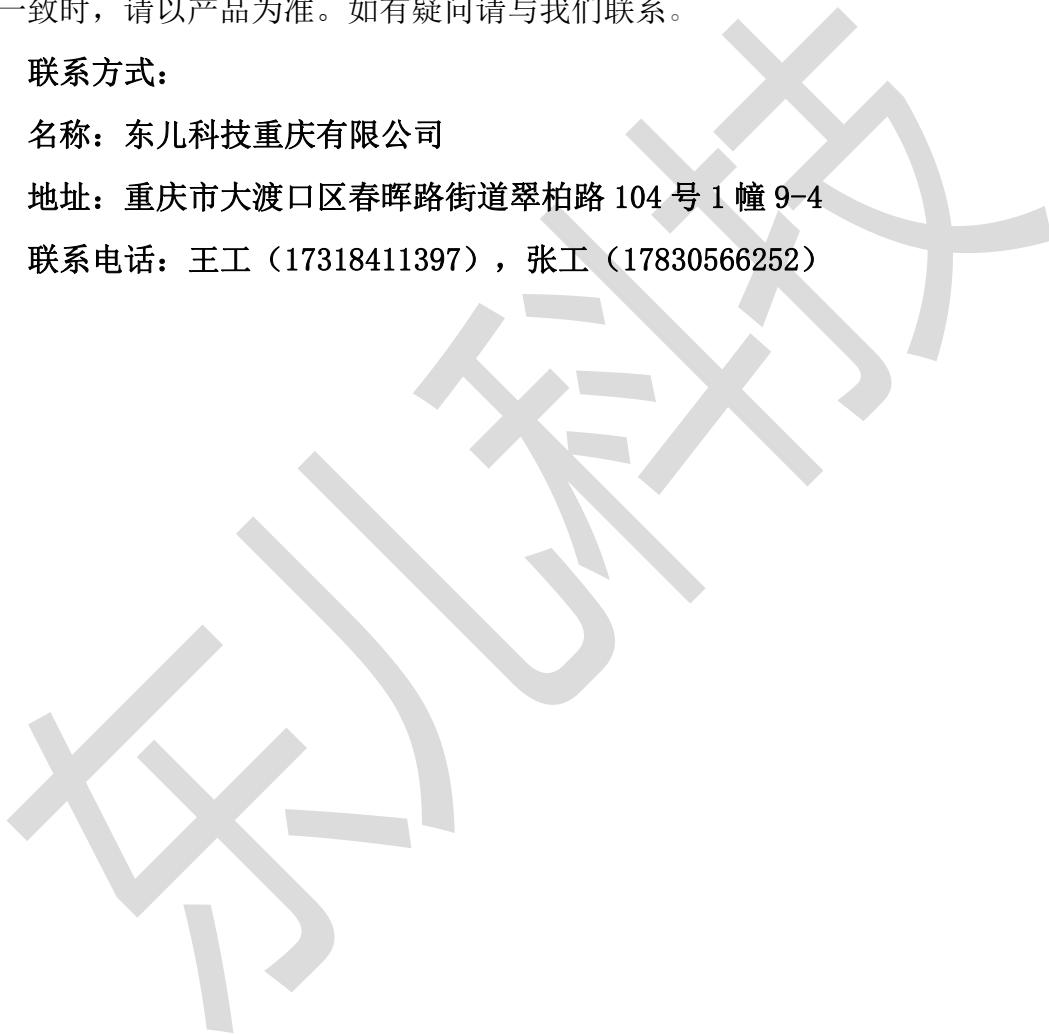 一致时，请以产品为准。如有疑问请与我们联系。
联系方式：
名称：东儿科技重庆有限公司
地址：重庆市大渡口区春晖路街道翠柏路 104 号 1 幢 9-4
联系电话：王工（17318411397），张工（17830566252）
东儿科技